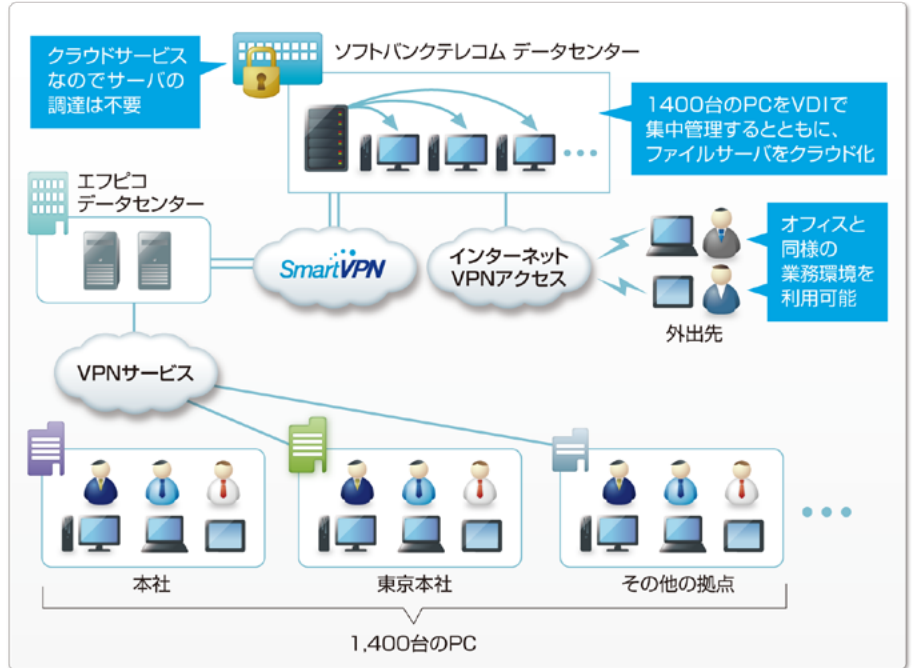 クラウドサービス
なのでサーバの
調達は不要
ソフトバンクテレコム データセンター
1400台のPCをVDIで
集中管理するとともに、
ファイルサーバをクラウド化
エフピコ
データセンター
SmartVPN
インターネット
VPNアクセス
オフィスと
同様の
業務環境を
利用可能
外出先
VPNサービス
本社
東京本社
その他の拠点
1,400台のPC